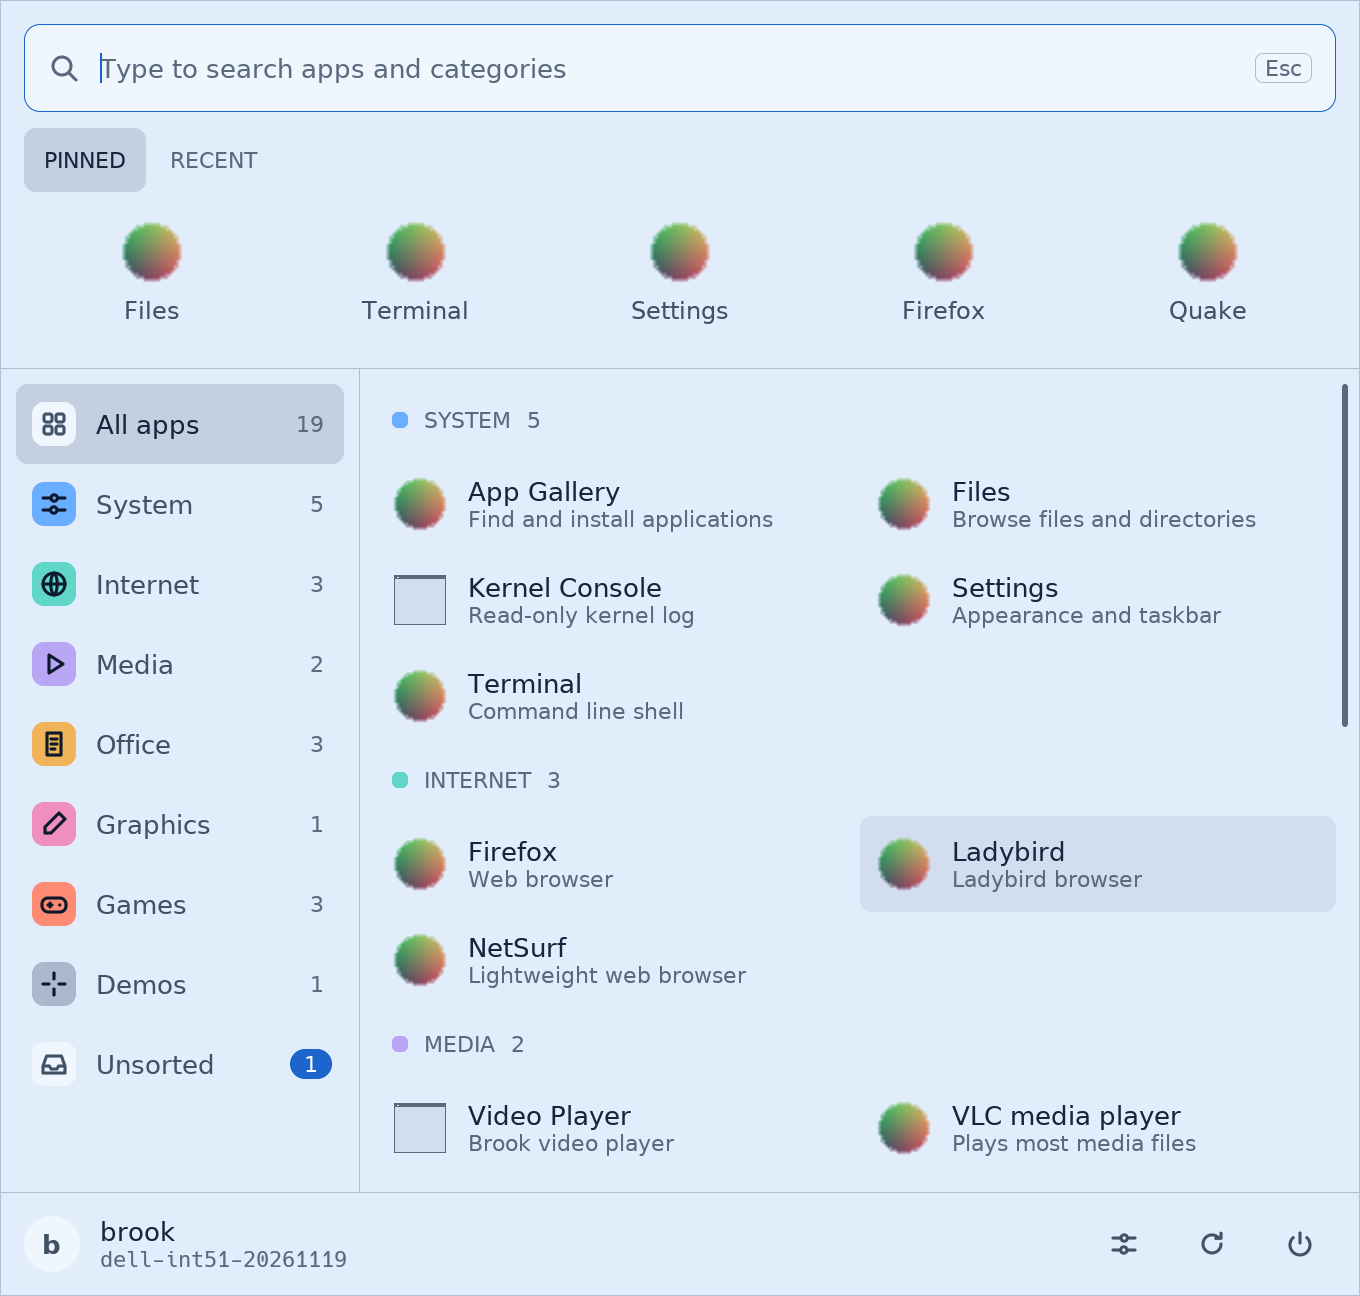 Type to search apps and categories
Esc
PINNED
RECENT
Files
Terminal
Settings
Firefox
Quake
All apps 19
System 5
Internet 3
Media 2
Office 3
Graphics 1
Games 3
Demos 1
Unsorted 1
SYSTEM 5
App Gallery
Find and install applications
Files
Browse files and directories
Kernel Console
Read-only kernel log
Settings
Appearance and taskbar
Terminal
Command line shell
INTERNET 3
Firefox
Web browser
Ladybird
Ladybird browser
NetSurf
Lightweight web browser
MEDIA 2
Video Player
Brook video player
VLC media player
Plays most media files
b
brook
dell-int51-20261119